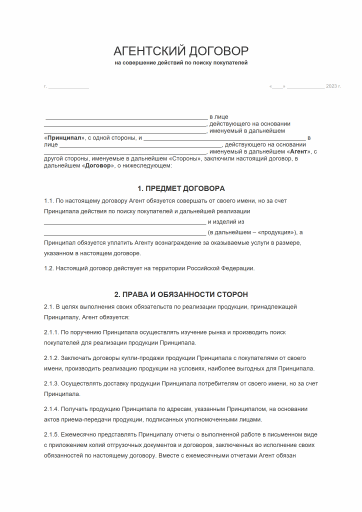 АГЕНТСКИЙ ДОГОВОР
на совершение действий по поиску покупателей
г. _______________ «____» ______________ 2023 г.
_________________________________________________ в лице
_________________________________________________, действующего на основании
_________________________________________________, именуемый в дальнейшем
«Принципал», с одной стороны, и _________________________________________________ в
лице _________________________________________________, действующего на основании
_________________________________________________, именуемый в дальнейшем «Агент», с
другой стороны, именуемые в дальнейшем «Стороны», заключили настоящий договор, в
дальнейшем «Договор», о нижеследующем:
1. ПРЕДМЕТ ДОГОВОРА
1.1. По настоящему договору Агент обязуется совершать от своего имени, но за счет
Принципала действия по поиску покупателей и дальнейшей реализации
_________________________________________________ и изделий из
_________________________________________________ (в дальнейшем – «продукция»), а
Принципал обязуется уплатить Агенту вознаграждение за оказываемые услуги в размере,
указанном в настоящем договоре.
1.2. Настоящий договор действует на территории Российской Федерации.
2. ПРАВА И ОБЯЗАННОСТИ СТОРОН
2.1. В целях выполнения своих обязательств по реализации продукции, принадлежащей
Принципалу, Агент обязуется:
2.1.1. По поручению Принципала осуществлять изучение рынка и производить поиск
покупателей для реализации продукции Принципала.
2.1.2. Заключать договоры купли-продажи продукции Принципала с покупателями от своего
имени, производить реализацию продукции на условиях, наиболее выгодных для Принципала.
2.1.3. Осуществлять доставку продукции Принципала потребителям от своего имени, но за счет
Принципала.
2.1.4. Получать продукцию Принципала по адресам, указанным Принципалом, на основании
актов приема-передачи продукции, подписанных уполномоченными лицами.
2.1.5. Ежемесячно представлять Принципалу отчеты о выполненной работе в письменном виде
с приложением копий отгрузочных документов и договоров, заключенных во исполнение своих
обязанностей по настоящему договору. Вместе с ежемесячными отчетами Агент обязан